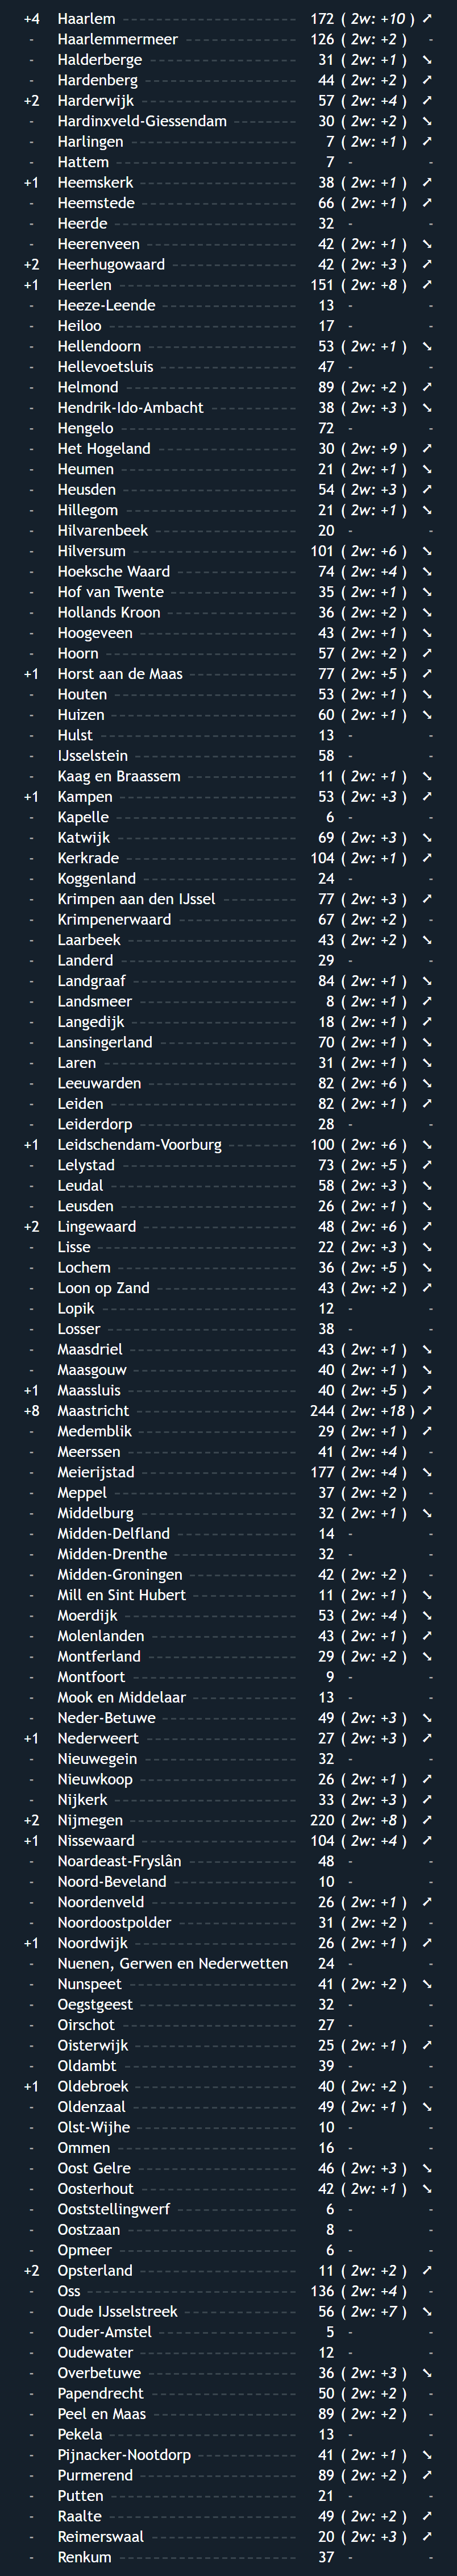 +4 Haarlem 172 ( 2w: +10 ) ➚
- Haarlemmermeer 126 ( 2w: +2 ) -
- Halderberge 31 ( 2w: +1 ) ➘
- Hardenberg 44 ( 2w: +2 ) ➚
+2 Harderwijk 57 ( 2w: +4 ) ➚
- Hardinxveld-Giessendam 30 ( 2w: +2 ) ➘
- Harlingen 7 ( 2w: +1 ) ➚
- Hattem 7 - -
+1 Heemskerk 38 ( 2w: +1 ) ➚
- Heemstede 66 ( 2w: +1 ) ➚
- Heerde 32 - -
- Heerenveen 42 ( 2w: +1 ) ➘
+2 Heerhugowaard 42 ( 2w: +3 ) ➚
+1 Heerlen 151 ( 2w: +8 ) ➚
- Heeze-Leende 13 - -
- Heiloo 17 - -
- Hellendoorn 53 ( 2w: +1 ) ➘
- Hellevoetsluis 47 - -
- Helmond 89 ( 2w: +2 ) ➚
- Hendrik-Ido-Ambacht 38 ( 2w: +3 ) ➘
- Hengelo 72 - -
- Het Hogeland 30 ( 2w: +9 ) ➚
- Heumen 21 ( 2w: +1 ) ➘
- Heusden 54 ( 2w: +3 ) ➚
- Hillegom 21 ( 2w: +1 ) ➘
- Hilvarenbeek 20 - -
- Hilversum 101 ( 2w: +6 ) ➘
- Hoeksche Waard 74 ( 2w: +4 ) ➘
- Hof van Twente 35 ( 2w: +1 ) ➘
- Hollands Kroon 36 ( 2w: +2 ) ➘
- Hoogeveen 43 ( 2w: +1 ) ➘
- Hoorn 57 ( 2w: +2 ) ➚
+1 Horst aan de Maas 77 ( 2w: +5 ) ➚
- Houten 53 ( 2w: +1 ) ➘
- Huizen 60 ( 2w: +1 ) ➘
- Hulst 13 - -
- IJsselstein 58 - -
- Kaag en Braassem 11 ( 2w: +1 ) ➘
+1 Kampen 53 ( 2w: +3 ) ➚
- Kapelle 6 - -
- Katwijk 69 ( 2w: +3 ) ➘
- Kerkrade 104 ( 2w: +1 ) ➚
- Koggenland 24 - -
- Krimpen aan den IJssel 77 ( 2w: +3 ) ➚
- Krimpenerwaard 67 ( 2w: +2 ) -
- Laarbeek 43 ( 2w: +2 ) ➘
- Landerd 29 - -
- Landgraaf 84 ( 2w: +1 ) ➘
- Landsmeer 8 ( 2w: +1 ) ➚
- Langedijk 18 ( 2w: +1 ) ➚
- Lansingerland 70 ( 2w: +1 ) ➘
- Laren 31 ( 2w: +1 ) ➘
- Leeuwarden 82 ( 2w: +6 ) ➘
- Leiden 82 ( 2w: +1 ) ➚
- Leiderdorp 28 - -
+1 Leidschendam-Voorburg 100 ( 2w: +6 ) ➘
- Lelystad 73 ( 2w: +5 ) ➚
- Leudal 58 ( 2w: +3 ) ➘
- Leusden 26 ( 2w: +1 ) ➘
+2 Lingewaard 48 ( 2w: +6 ) ➚
- Lisse 22 ( 2w: +3 ) ➘
- Lochem 36 ( 2w: +5 ) ➘
- Loon op Zand 43 ( 2w: +2 ) ➚
- Lopik 12 - -
- Losser 38 - -
- Maasdriel 43 ( 2w: +1 ) ➘
- Maasgouw 40 ( 2w: +1 ) ➘
+1 Maassluis 40 ( 2w: +5 ) ➚
+8 Maastricht 244 ( 2w: +18 ) ➚
- Medemblik 29 ( 2w: +1 ) ➚
- Meerssen 41 ( 2w: +4 ) -
- Meierijstad 177 ( 2w: +4 ) ➘
- Meppel 37 ( 2w: +2 ) -
- Middelburg 32 ( 2w: +1 ) ➘
- Midden-Delfland 14 - -
- Midden-Drenthe 32 - -
- Midden-Groningen 42 ( 2w: +2 ) -
- Mill en Sint Hubert 11 ( 2w: +1 ) ➘
- Moerdijk 53 ( 2w: +4 ) ➘
- Molenlanden 43 ( 2w: +1 ) ➚
- Montferland 29 ( 2w: +2 ) ➘
- Montfoort 9 - -
- Mook en Middelaar 13 - -
- Neder-Betuwe 49 ( 2w: +3 ) ➘
+1 Nederweert 27 ( 2w: +3 ) ➚
- Nieuwegein 32 - -
- Nieuwkoop 26 ( 2w: +1 ) ➚
- Nijkerk 33 ( 2w: +3 ) ➚
+2 Nijmegen 220 ( 2w: +8 ) ➚
+1 Nissewaard 104 ( 2w: +4 ) ➚
- Noardeast-Fryslân 48 - -
- Noord-Beveland 10 - -
- Noordenveld 26 ( 2w: +1 ) ➚
- Noordoostpolder 31 ( 2w: +2 ) -
+1 Noordwijk 26 ( 2w: +1 ) ➚
- Nuenen, Gerwen en Nederwetten 24 - -
- Nunspeet 41 ( 2w: +2 ) ➘
- Oegstgeest 32 - -
- Oirschot 27 - -
- Oisterwijk 25 ( 2w: +1 ) ➚
- Oldambt 39 - -
+1 Oldebroek 40 ( 2w: +2 ) -
- Oldenzaal 49 ( 2w: +1 ) ➘
- Olst-Wijhe 10 - -
- Ommen 16 - -
- Oost Gelre 46 ( 2w: +3 ) ➘
- Oosterhout 42 ( 2w: +1 ) ➘
- Ooststellingwerf 6 - -
- Oostzaan 8 - -
- Opmeer 6 - -
+2 Opsterland 11 ( 2w: +2 ) ➚
- Oss 136 ( 2w: +4 ) -
- Oude IJsselstreek 56 ( 2w: +7 ) ➘
- Ouder-Amstel 5 - -
- Oudewater 12 - -
- Overbetuwe 36 ( 2w: +3 ) ➘
- Papendrecht 50 ( 2w: +2 ) -
- Peel en Maas 89 ( 2w: +2 ) -
- Pekela 13 - -
- Pijnacker-Nootdorp 41 ( 2w: +1 ) ➘
- Purmerend 89 ( 2w: +2 ) ➚
- Putten 21 - -
- Raalte 49 ( 2w: +2 ) ➚
- Reimerswaal 20 ( 2w: +3 ) ➚
- Renkum 37 - -